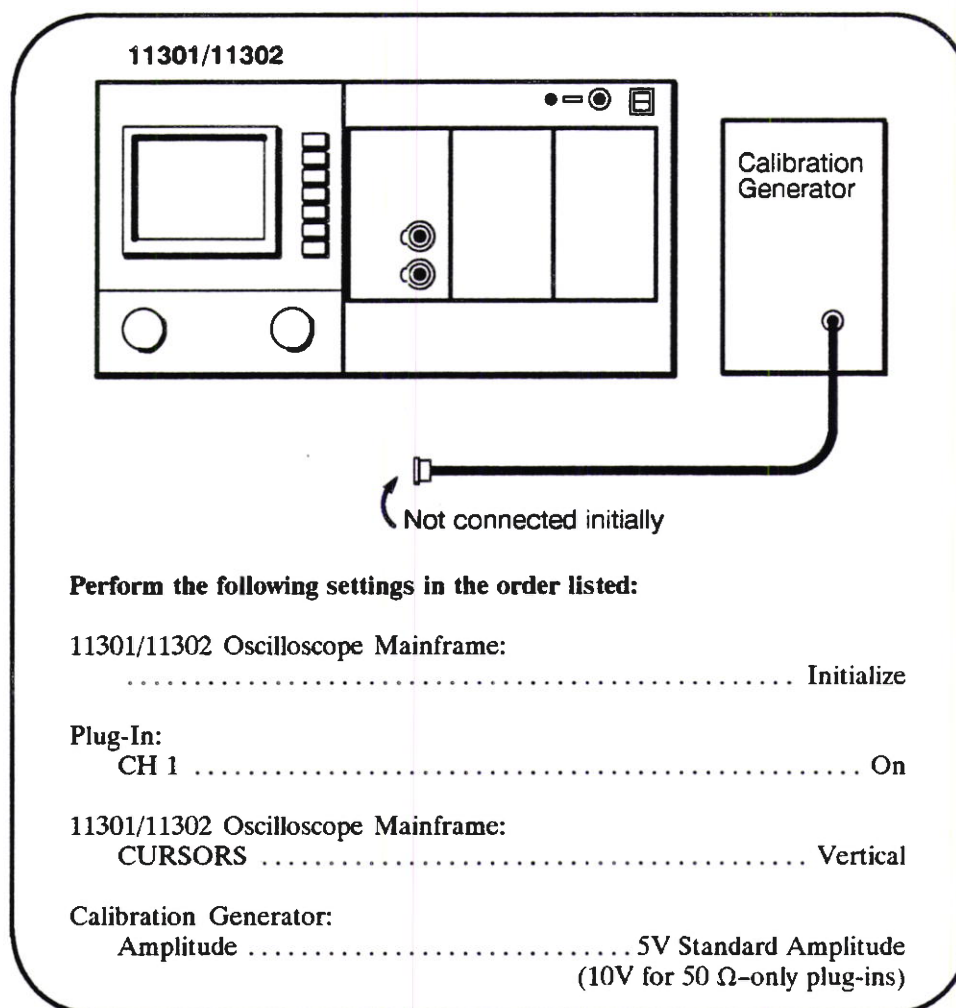 11301/11302
Calibration
Generator
Not connected initially
Perform the following settings in the order listed:
11301/11302 Oscilloscope Mainframe:
. . . . . . . . . . . . . . . . . . . . . . . . . . . . . . . . . . . . . . . . . . . . . . . . . . . . Initialize
Plug-In:
CH 1 . . . . . . . . . . . . . . . . . . . . . . . . . . . . . . . . . . . . . . . . . . . . . . . . . . . . On
11301/11302 Oscilloscope Mainframe:
CURSORS . . . . . . . . . . . . . . . . . . . . . . . . . . . . . . . . . . . . . . . . . . Vertical
Calibration Generator:
Amplitude . . . . . . . . . . . . . . . . . . . . . . . . . . . . . . 5V Standard Amplitude
(10V for 50 Ω-only plug-ins)